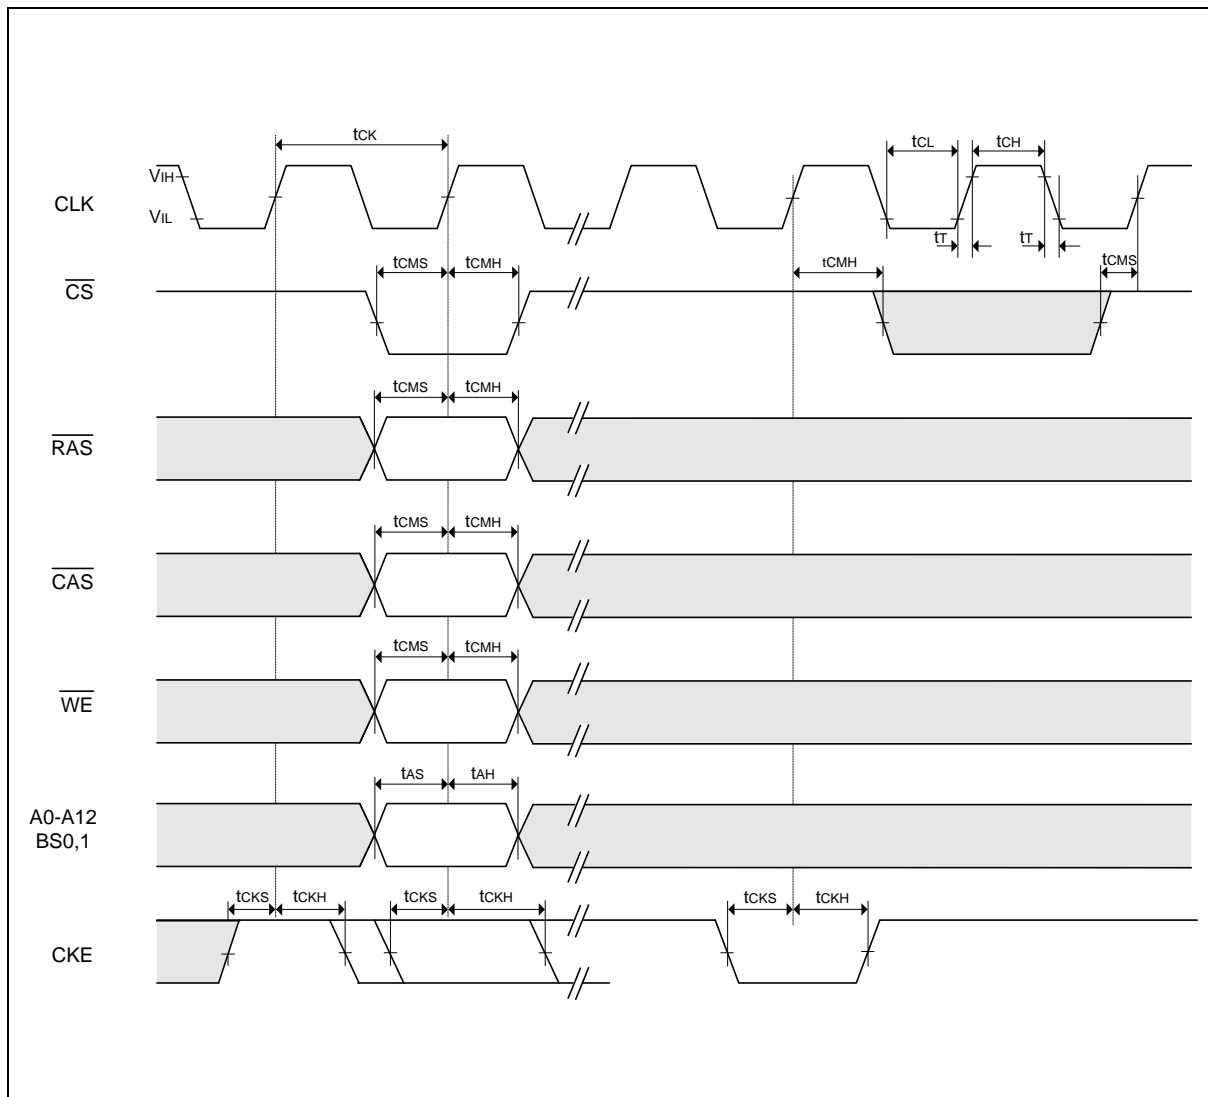 tCK
tCL
tCH
VIH
CLK
VIL
tT
tT
tCMS
tCMH
tCMH
tCMS
CS
tCMS
tCMH
RAS
tCMS
tCMH
CAS
tCMS
tCMH
WE
tAS
tAH
A0-A12
BS0,1
tCKS
tCKH
tCKS
tCKH
tCKS
tCKH
CKE